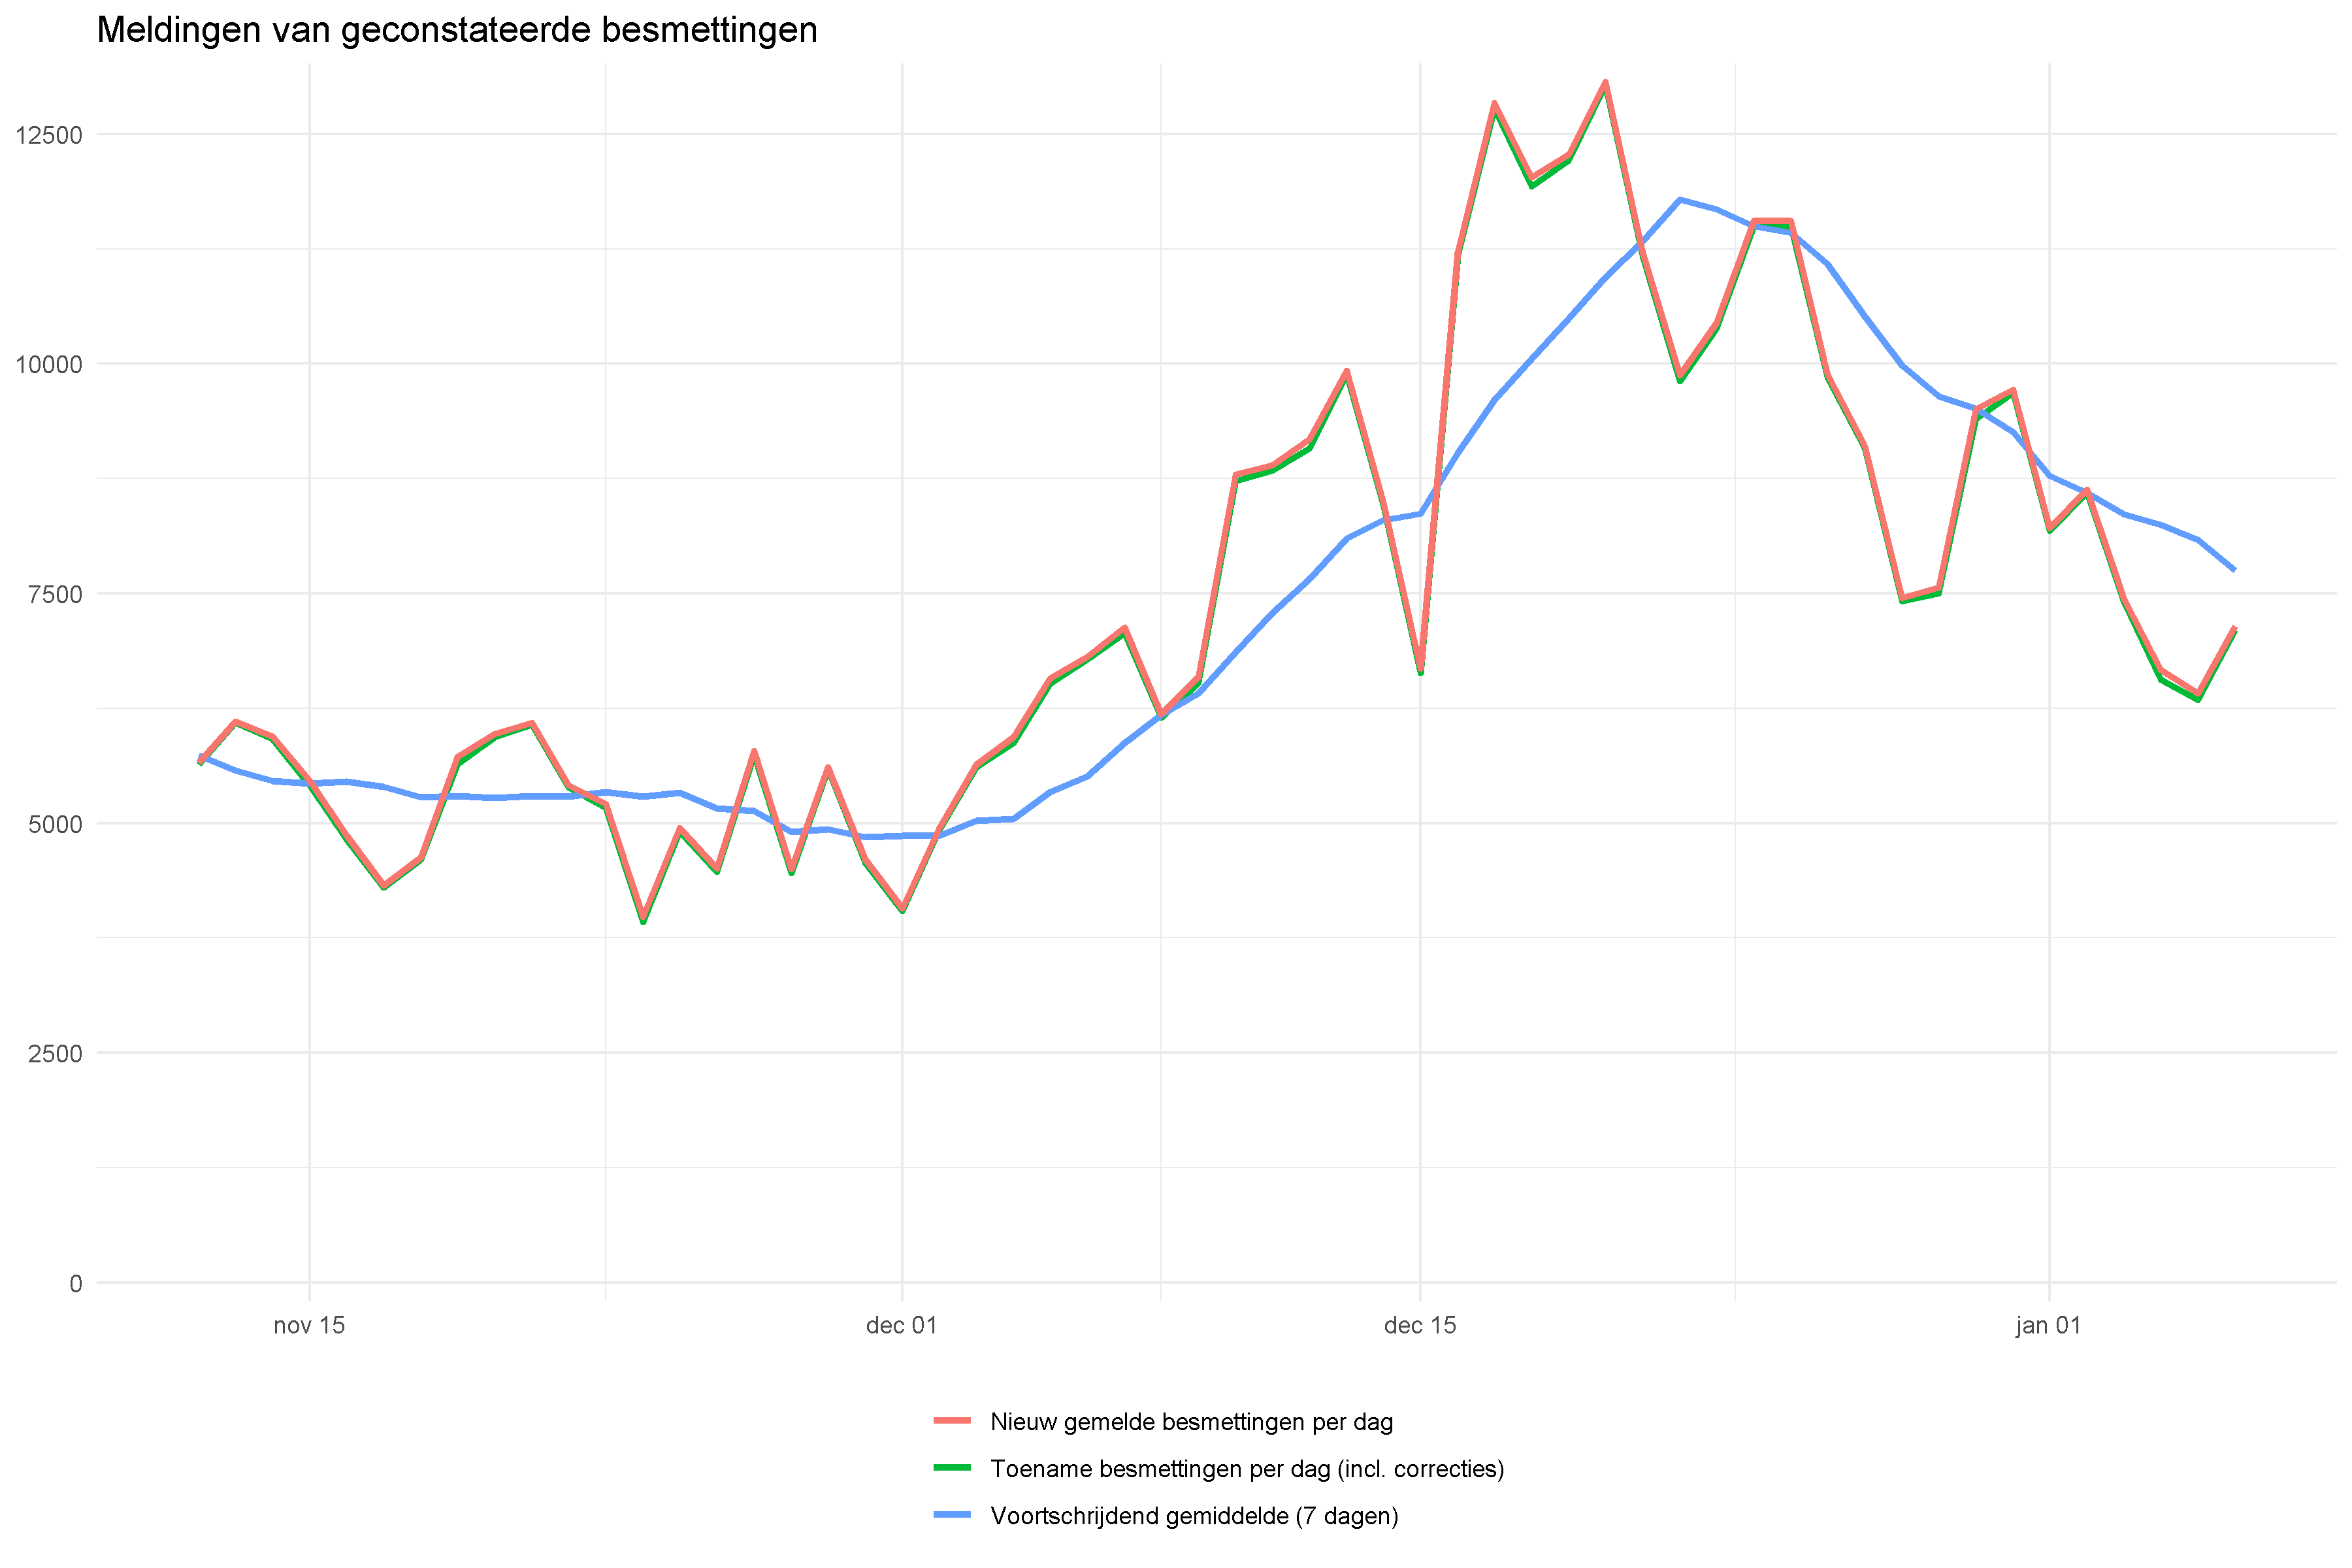 Meldingen van geconstateerde besmettingen
12500
10000
7500
5000
2500
0
nov 15
dec 01
dec 15
jan 01
Nieuw gemelde besmettingen per dag
Toename besmettingen per dag (incl. correcties)
Voortschrijdend gemiddelde (7 dagen)